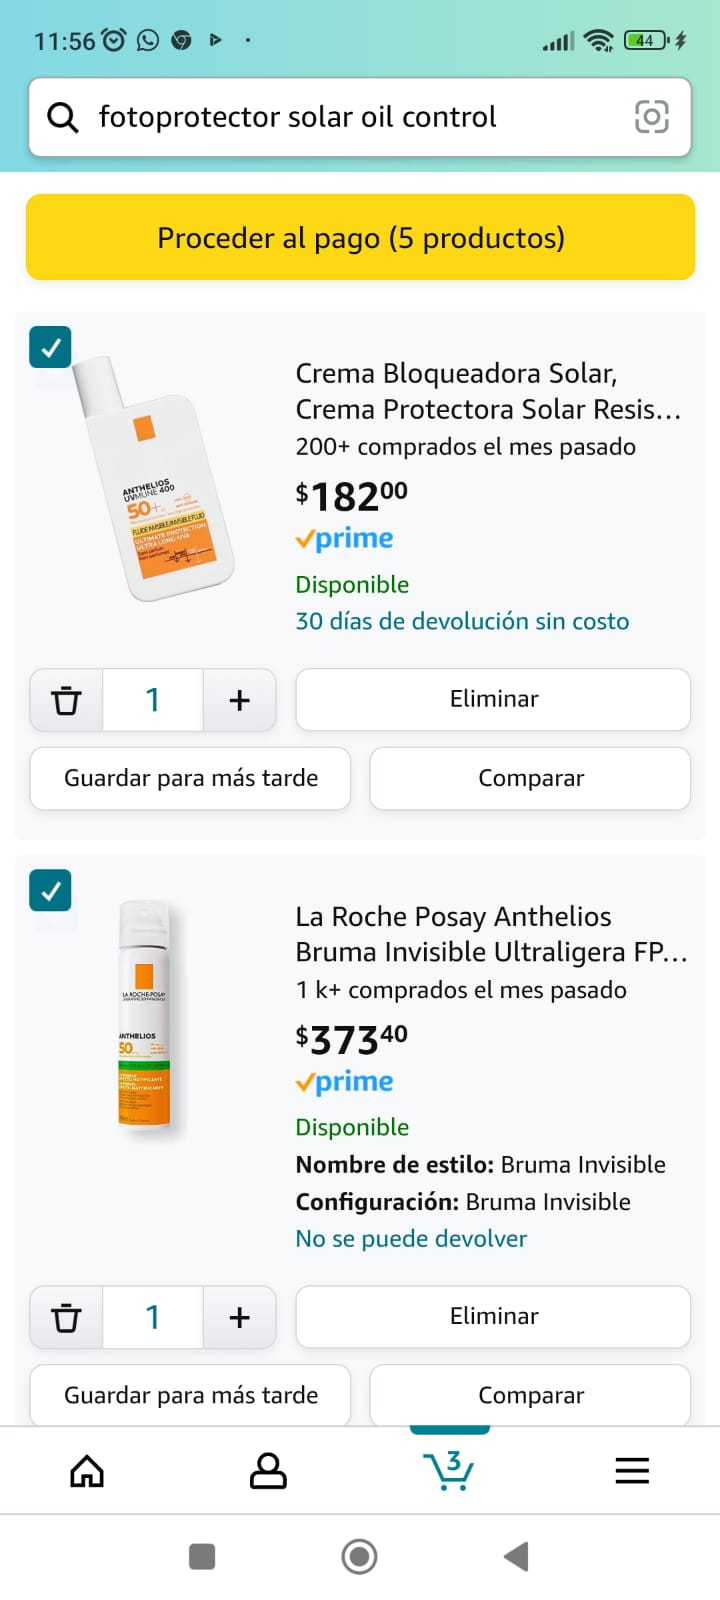 11:56
44
fotoprotector solar oil control
Proceder al pago (5 productos)
Crema Bloqueadora Solar,
Crema Protectora Solar Resis...
200+ comprados el mes pasado
$18200
prime
Disponible
30 días de devolución sin costo
ANTHELIOS
UVMUNE 400
50+
FLUIDE INVISIBLE/INVISIBLE FLUID
ULTIMATE PROTECTION
ULTRA LONG-UVA
1
+
Eliminar
Guardar para más tarde
Comparar
La Roche Posay Anthelios
Bruma Invisible Ultraligera FP...
1 k+ comprados el mes pasado
$37340
prime
Disponible
Nombre de estilo: Bruma Invisible
Configuración: Bruma Invisible
No se puede devolver
LA ROCHE-POSAY
ANTHELIOS
50
1
+
Eliminar
Guardar para más tarde
Comparar
3